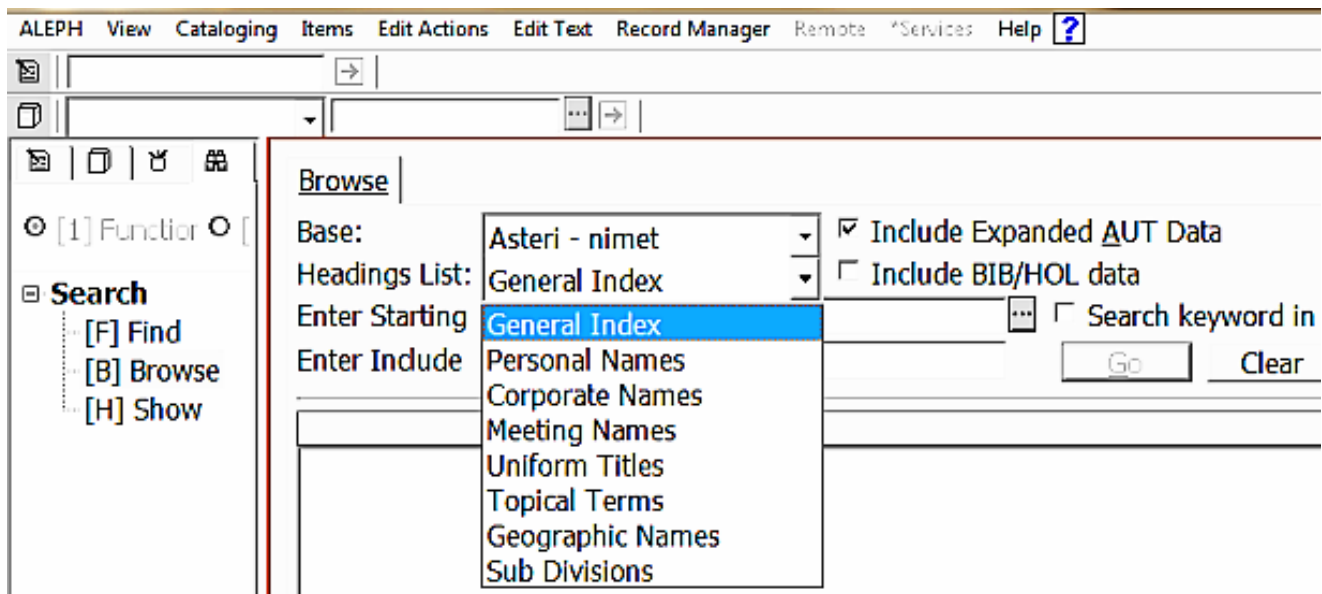 ALEPH View Cataloging Items Edit Actions Edit Text Record Manager Remote *Services Help ?
Browse
[1] Function [
Base: Asteri - nimet Include Expanded AUT Data
Headings List: General Index Include BIB/HOL data
Search
Enter Starting General Index ... Search keyword in
[F] Find
Enter Include Personal Names Go Clear
[B] Browse
Corporate Names
[H] Show
Meeting Names
Uniform Titles
Topical Terms
Geographic Names
Sub Divisions